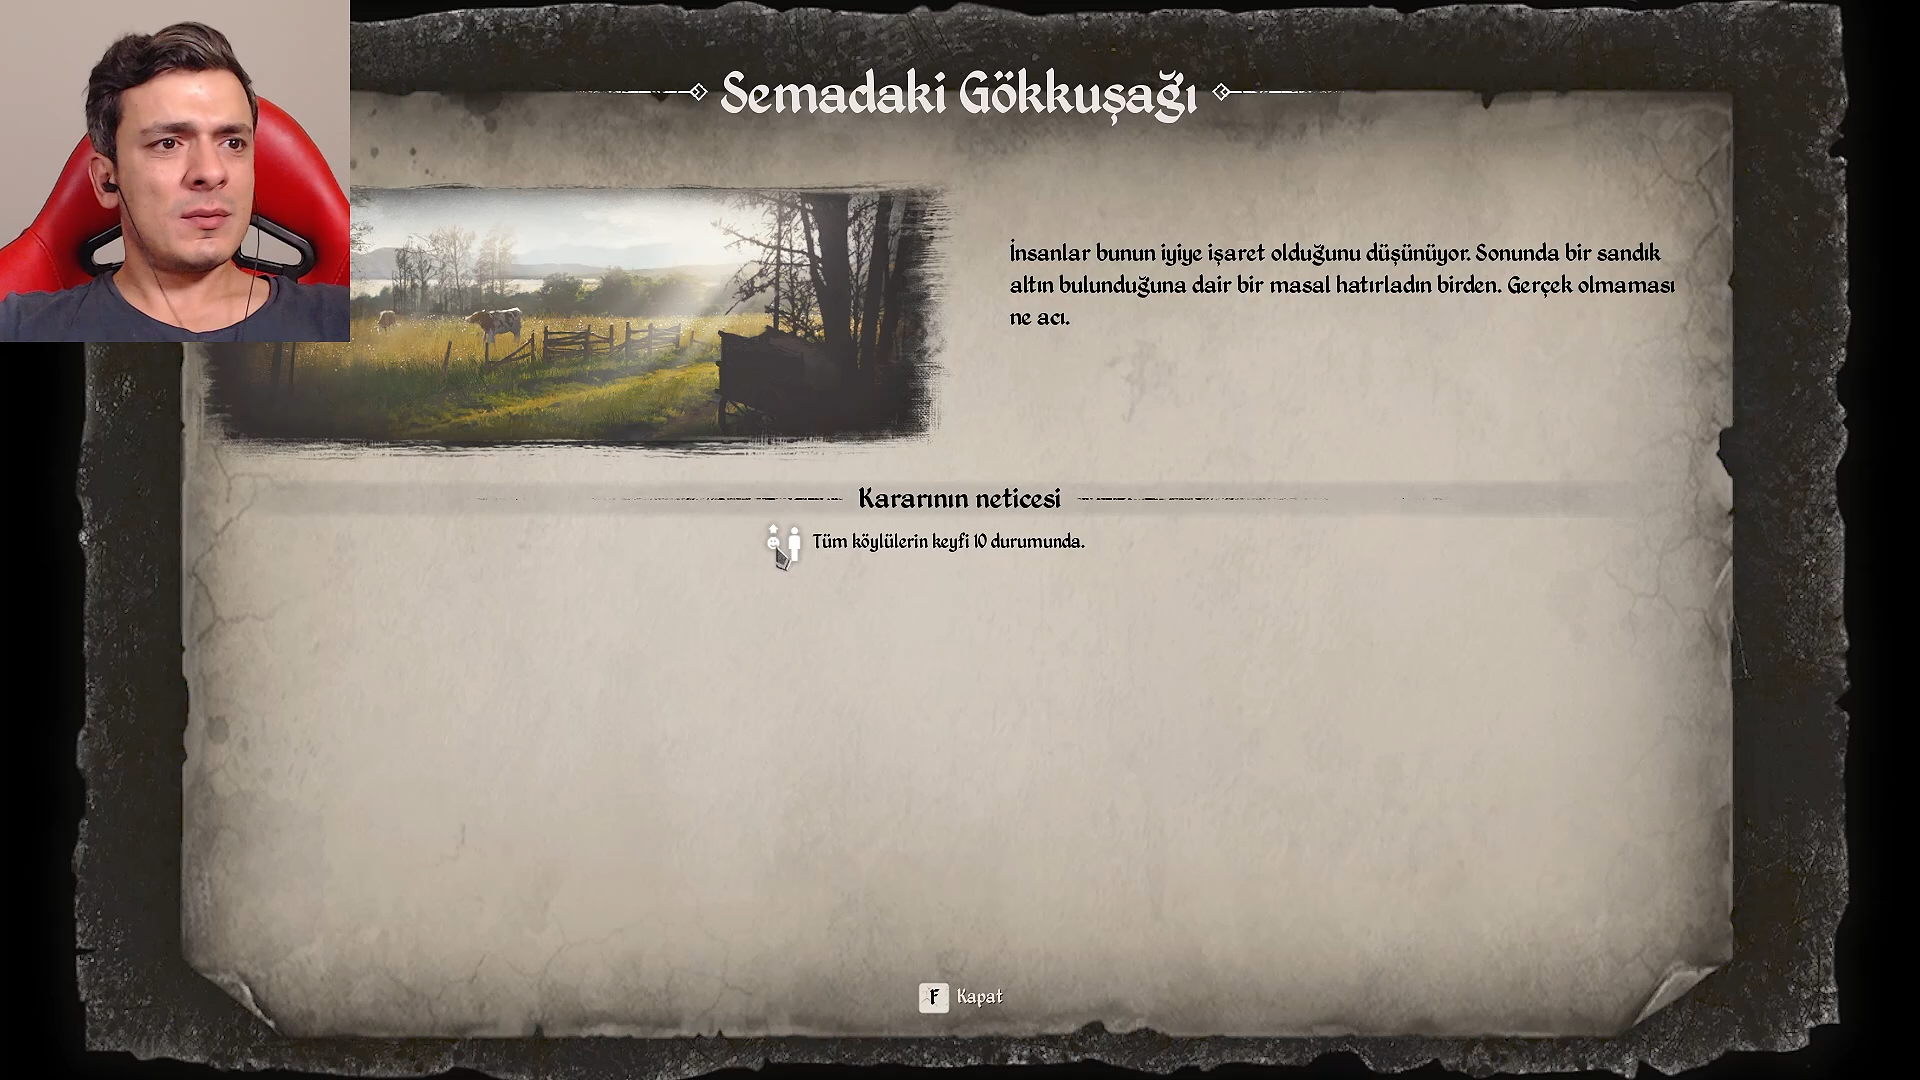 Semadaki Gökkuşağı
İnsanlar bunun iyiye işaret olduğunu düşünüyor. Sonunda bir sandık
altın bulunduğuna dair bir masal hatırladın birden. Gerçek olmaması
ne acı.
Kararının neticesi
Tüm köylülerin keyfi 10 durumunda.
F Kapat